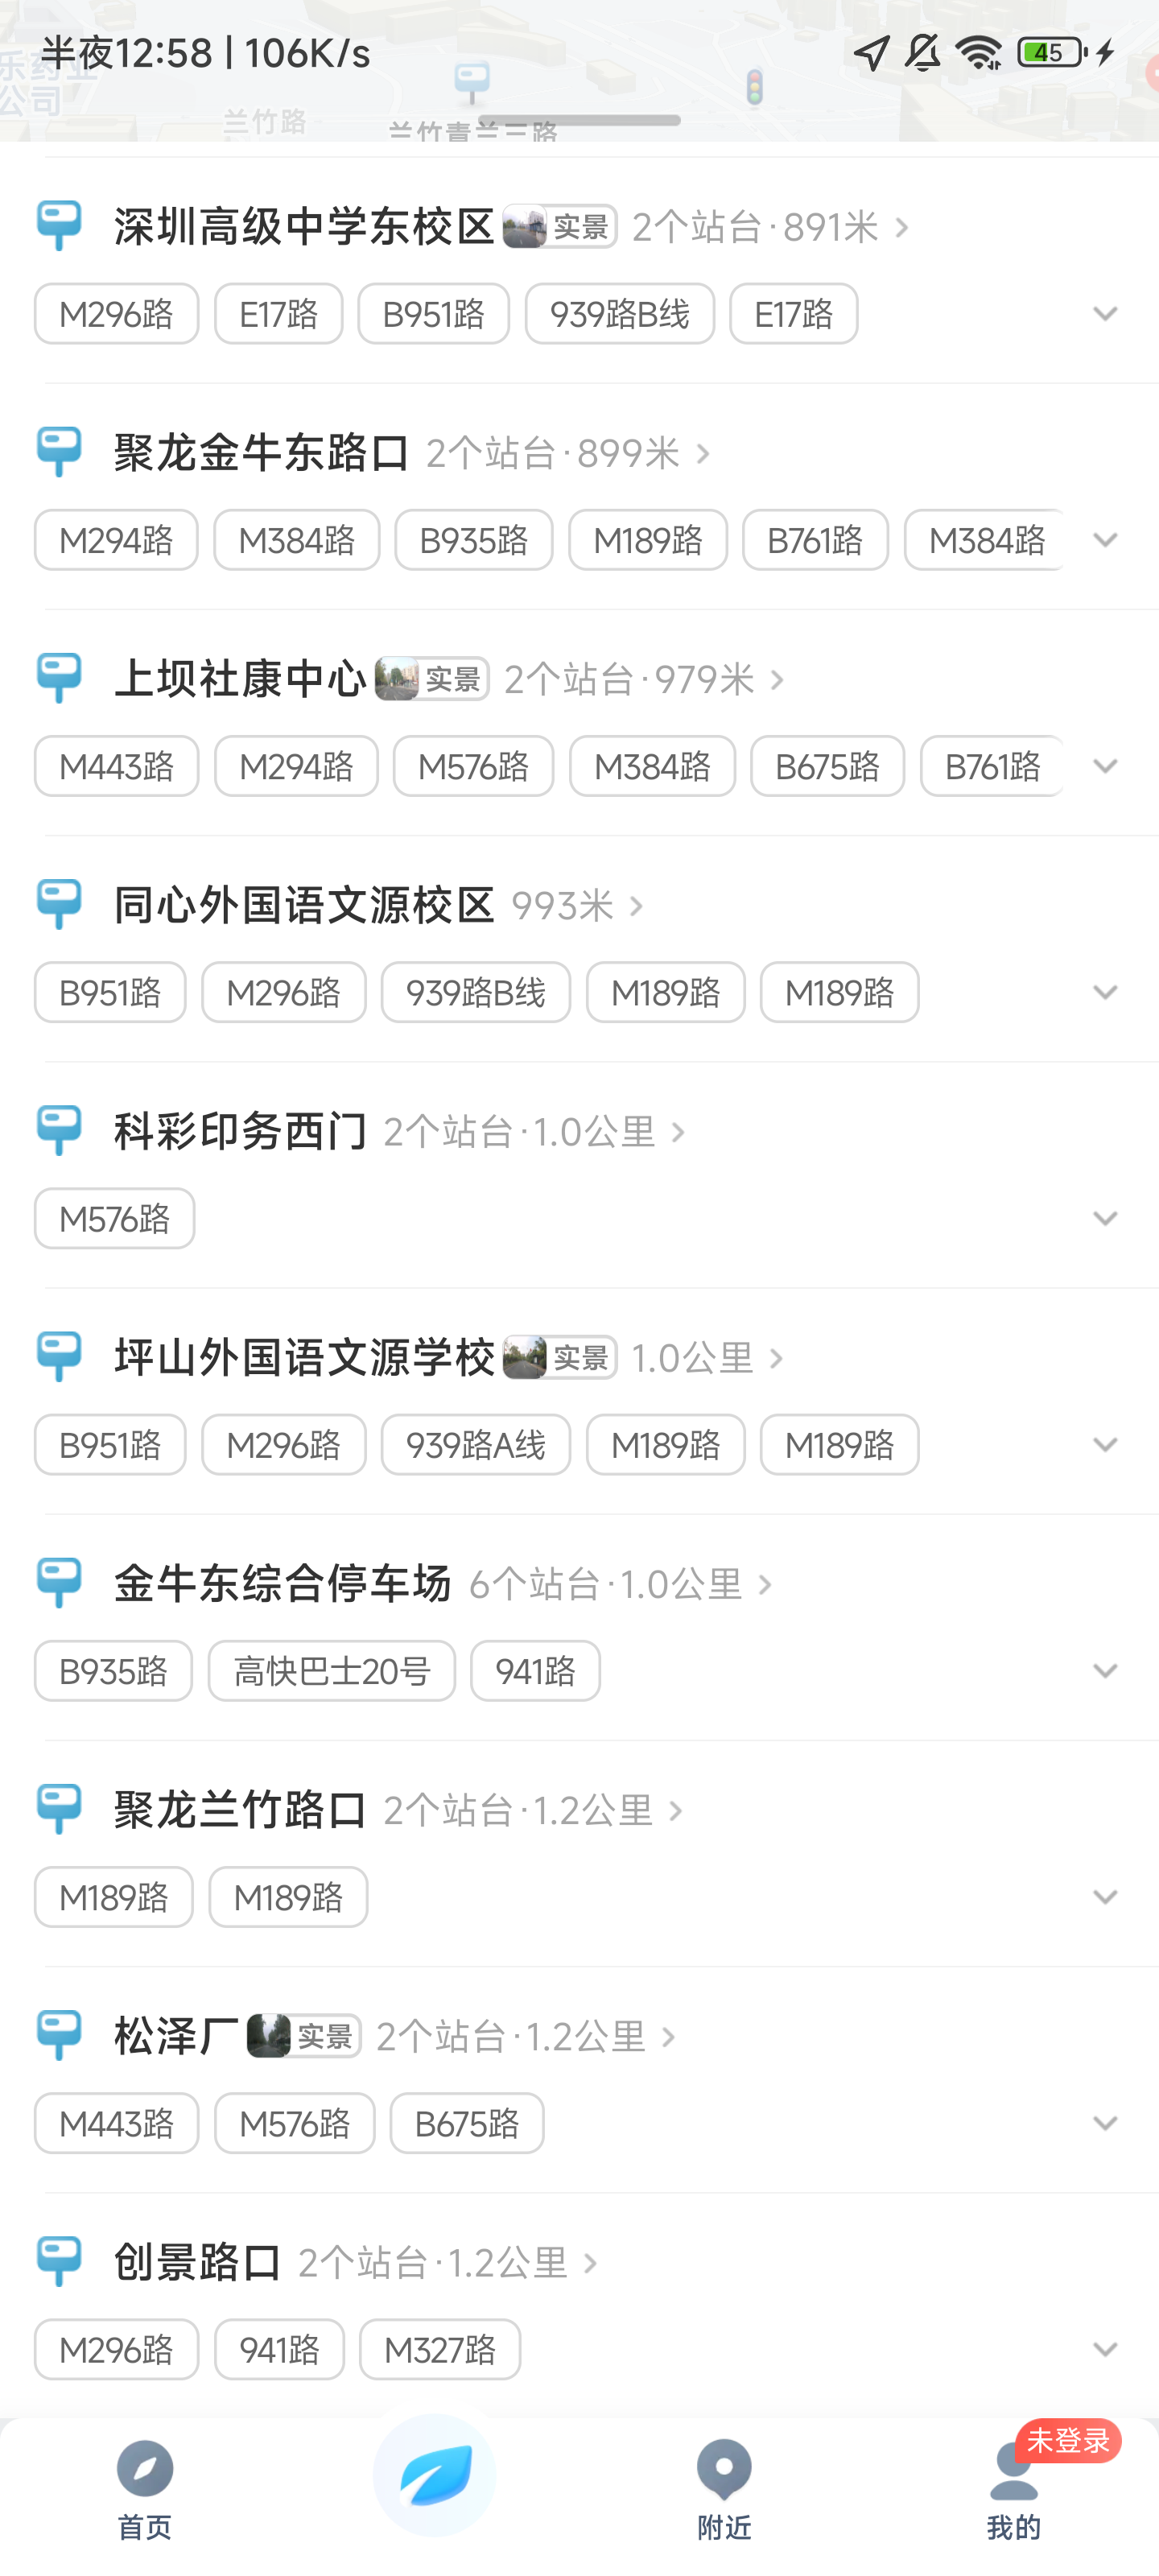 半夜12:58 | 106K/s
45
乐药业
公司
兰竹路
兰竹青兰三路
深圳高级中学东校区 实景 2个站台·891米
M296路 E17路 B951路 939路B线 E17路
聚龙金牛东路口 2个站台·899米
M294路 M384路 B935路 M189路 B761路 M384路
上坝社康中心 实景 2个站台·979米
M443路 M294路 M576路 M384路 B675路 B761路
同心外国语文源校区 993米
B951路 M296路 939路B线 M189路 M189路
科彩印务西门 2个站台·1.0公里
M576路
坪山外国语文源学校 实景 1.0公里
B951路 M296路 939路A线 M189路 M189路
金牛东综合停车场 6个站台·1.0公里
B935路 高快巴士20号 941路
聚龙兰竹路口 2个站台·1.2公里
M189路 M189路
松泽厂 实景 2个站台·1.2公里
M443路 M576路 B675路
创景路口 2个站台·1.2公里
M296路 941路 M327路
未登录
首页 附近 我的